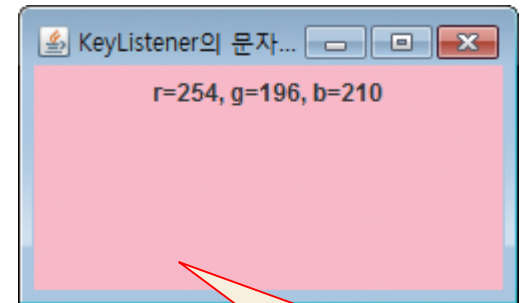 KeyListener의 문자...
r=254, g=196, b=210